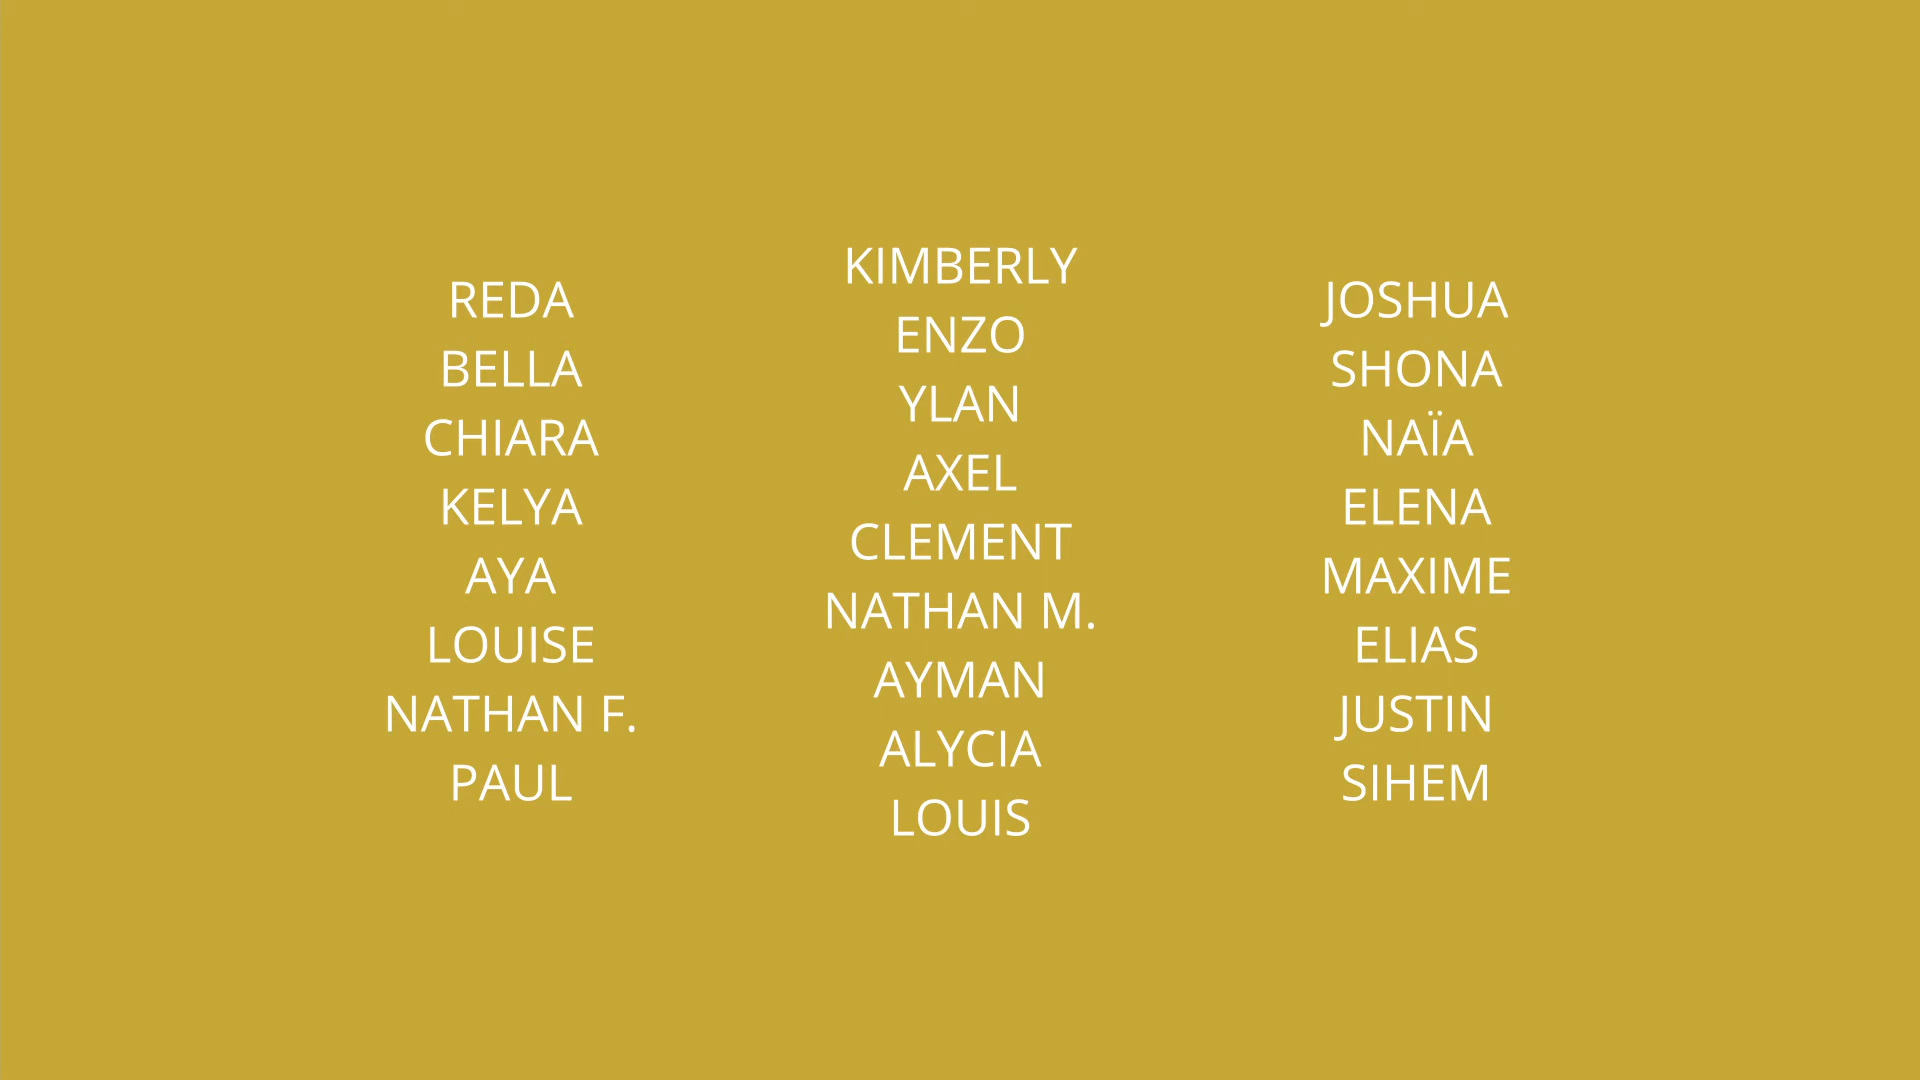 REDA
BELLA
CHIARA
KELYA
AYA
LOUISE
NATHAN F.
PAUL
KIMBERLY
ENZO
YLAN
AXEL
CLEMENT
NATHAN M.
AYMAN
ALYCIA
LOUIS
JOSHUA
SHONA
NAÏA
ELENA
MAXIME
ELIAS
JUSTIN
SIHEM